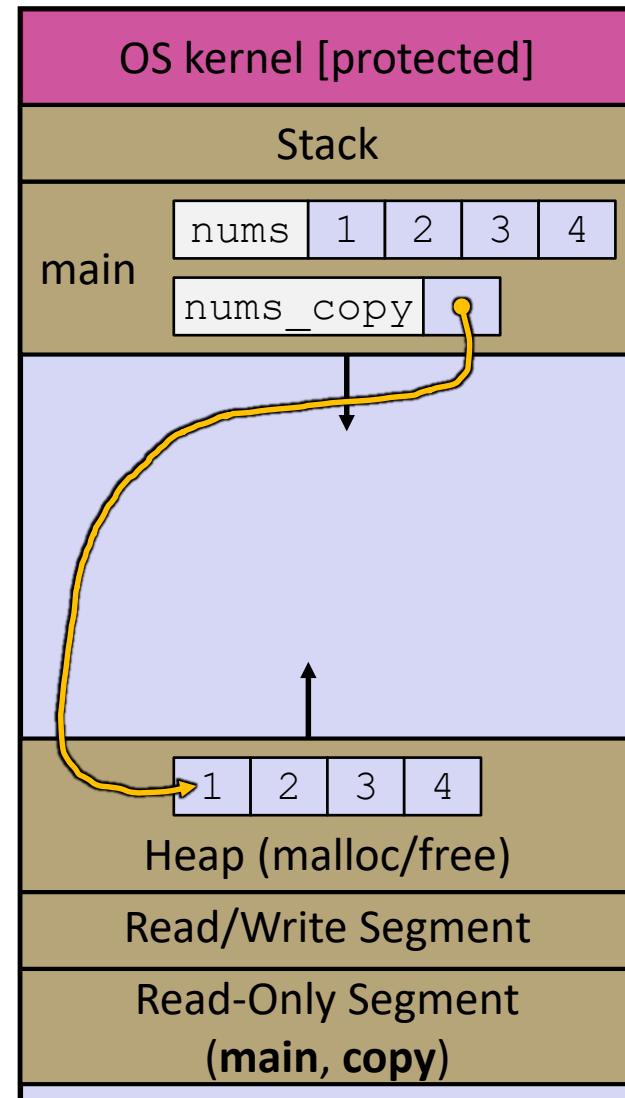 OS kernel [protected]
Stack
main
nums 1 2 3 4
nums_copy
1 2 3 4
Heap (malloc/free)
Read/Write Segment
Read-Only Segment
(main, copy)